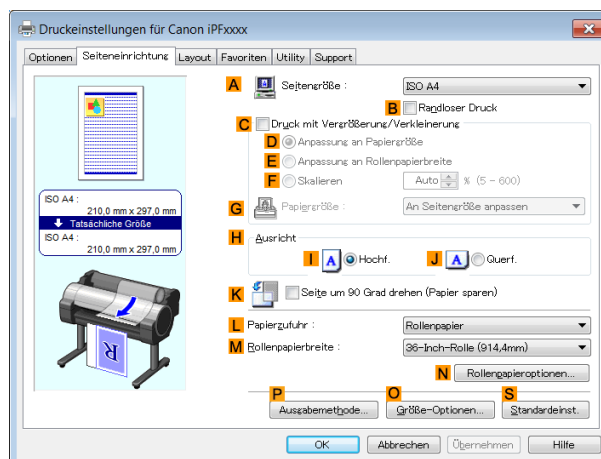 Druckeinstellungen für Canon iPFxxxx
Optionen Seiteneinrichtung Layout Favoriten Utility Support
A Seitengröße : ISO A4
B Randloser Druck
C Druck mit Vergrößerung/Verkleinerung
D Anpassung an Papiergröße
E Anpassung an Rollenpapierbreite
F Skalieren Auto % (5 - 600)
G Papiergröße : An Seitengröße anpassen
ISO A4 :
210,0 mm x 297,0 mm
Tatsächliche Größe
ISO A4 :
210,0 mm x 297,0 mm
H Ausricht
I A Hochf. J A Querf.
K Seite um 90 Grad drehen (Papier sparen)
R
L Papierzufuhr : Rollenpapier
M Rollenpapierbreite : 36-Inch-Rolle (914,4mm)
N Rollenpapieroptionen...
P O S
Ausgabemethode... Größe-Optionen... Standardeinst.
OK Abbrechen Übernehmen Hilfe